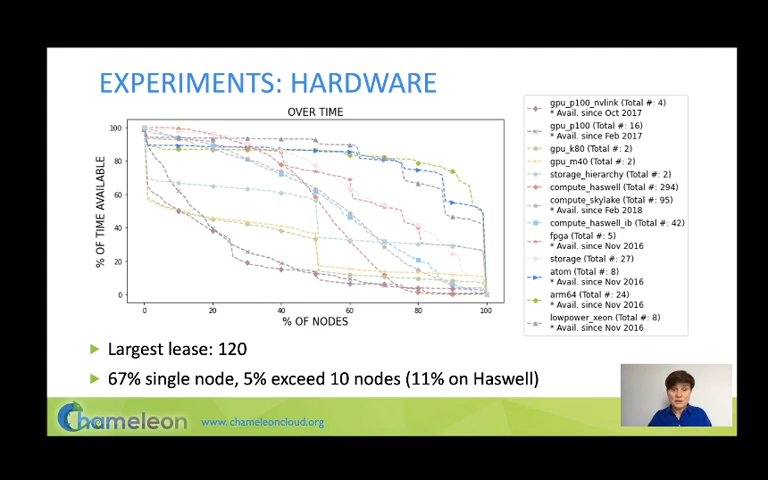 EXPERIMENTS: HARDWARE
OVER TIME
% OF TIME AVAILABLE
100
80
60
40
20
0
0
20
40
60
80
100
% OF NODES
gpu_p100_nvlink (Total #: 4)
* Avail. since Oct 2017
gpu_p100 (Total #: 16)
* Avail. since Feb 2017
gpu_k80 (Total #: 2)
gpu_m40 (Total #: 2)
storage_hierarchy (Total #: 2)
compute_haswell (Total #: 294)
compute_skylake (Total #: 95)
* Avail. since Feb 2018
compute_haswell_ib (Total #: 42)
fpga (Total #: 5)
* Avail. since Nov 2016
storage (Total #: 27)
atom (Total #: 8)
* Avail. since Nov 2016
arm64 (Total #: 24)
* Avail. since Nov 2016
lowpower_xeon (Total #: 8)
* Avail. since Nov 2016
Largest lease: 120
67% single node, 5% exceed 10 nodes (11% on Haswell)
Chameleon
www.chameleoncloud.org